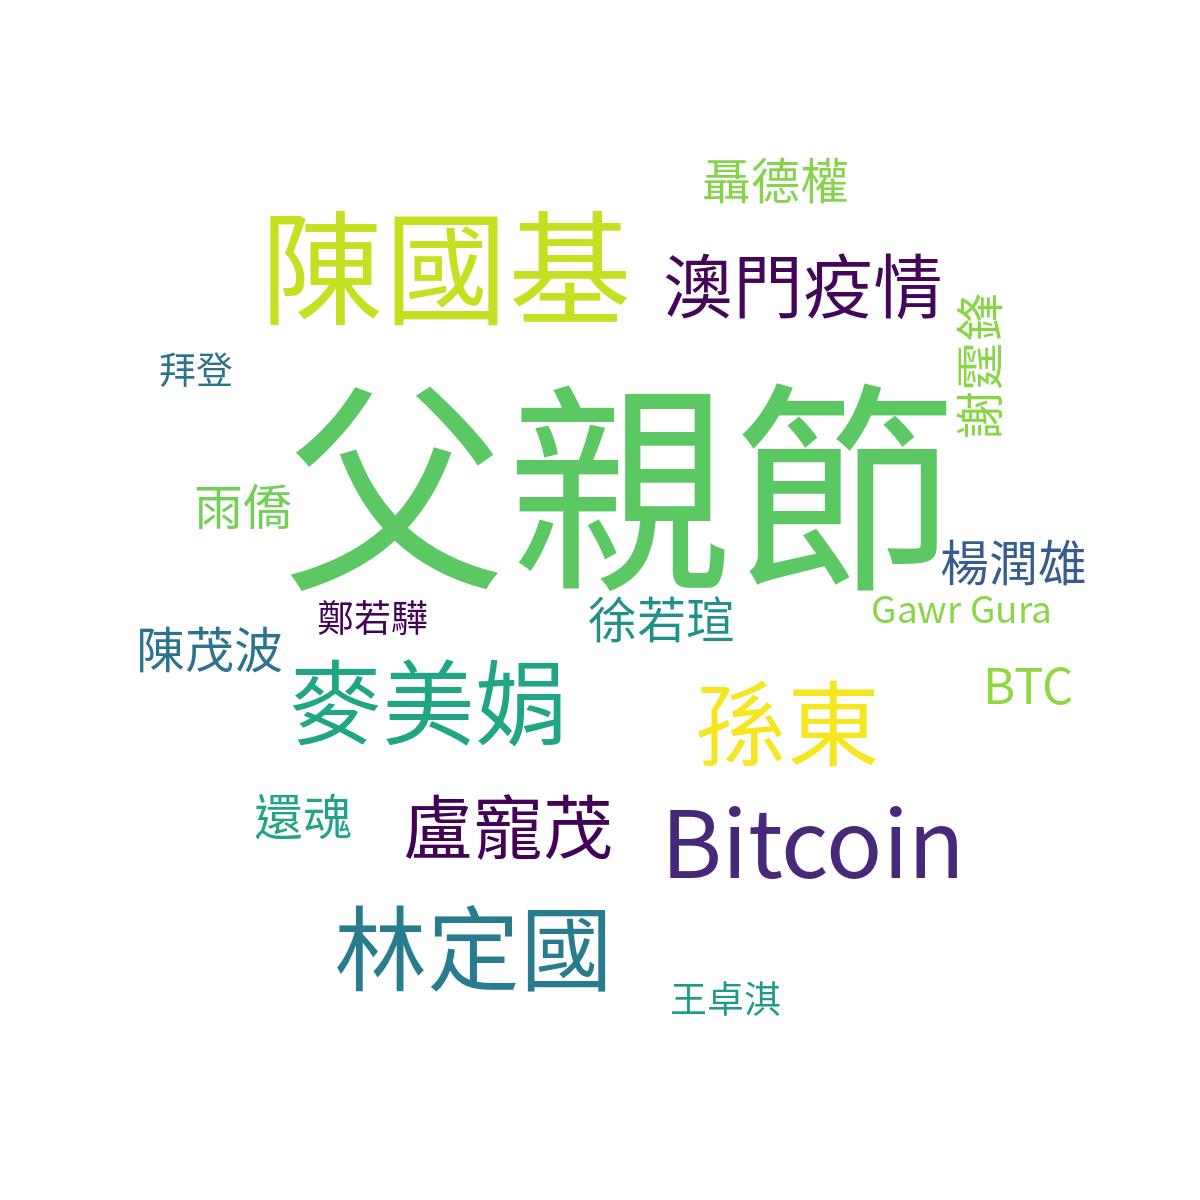 聶德權
陳國基
澳門疫情
謝霆鋒
拜登
父親節
雨僑
楊潤雄
鄭若驊
徐若瑄
Gawr Gura
陳茂波
麥美娟
孫東
BTC
還魂
盧寵茂
Bitcoin
林定國
王卓淇